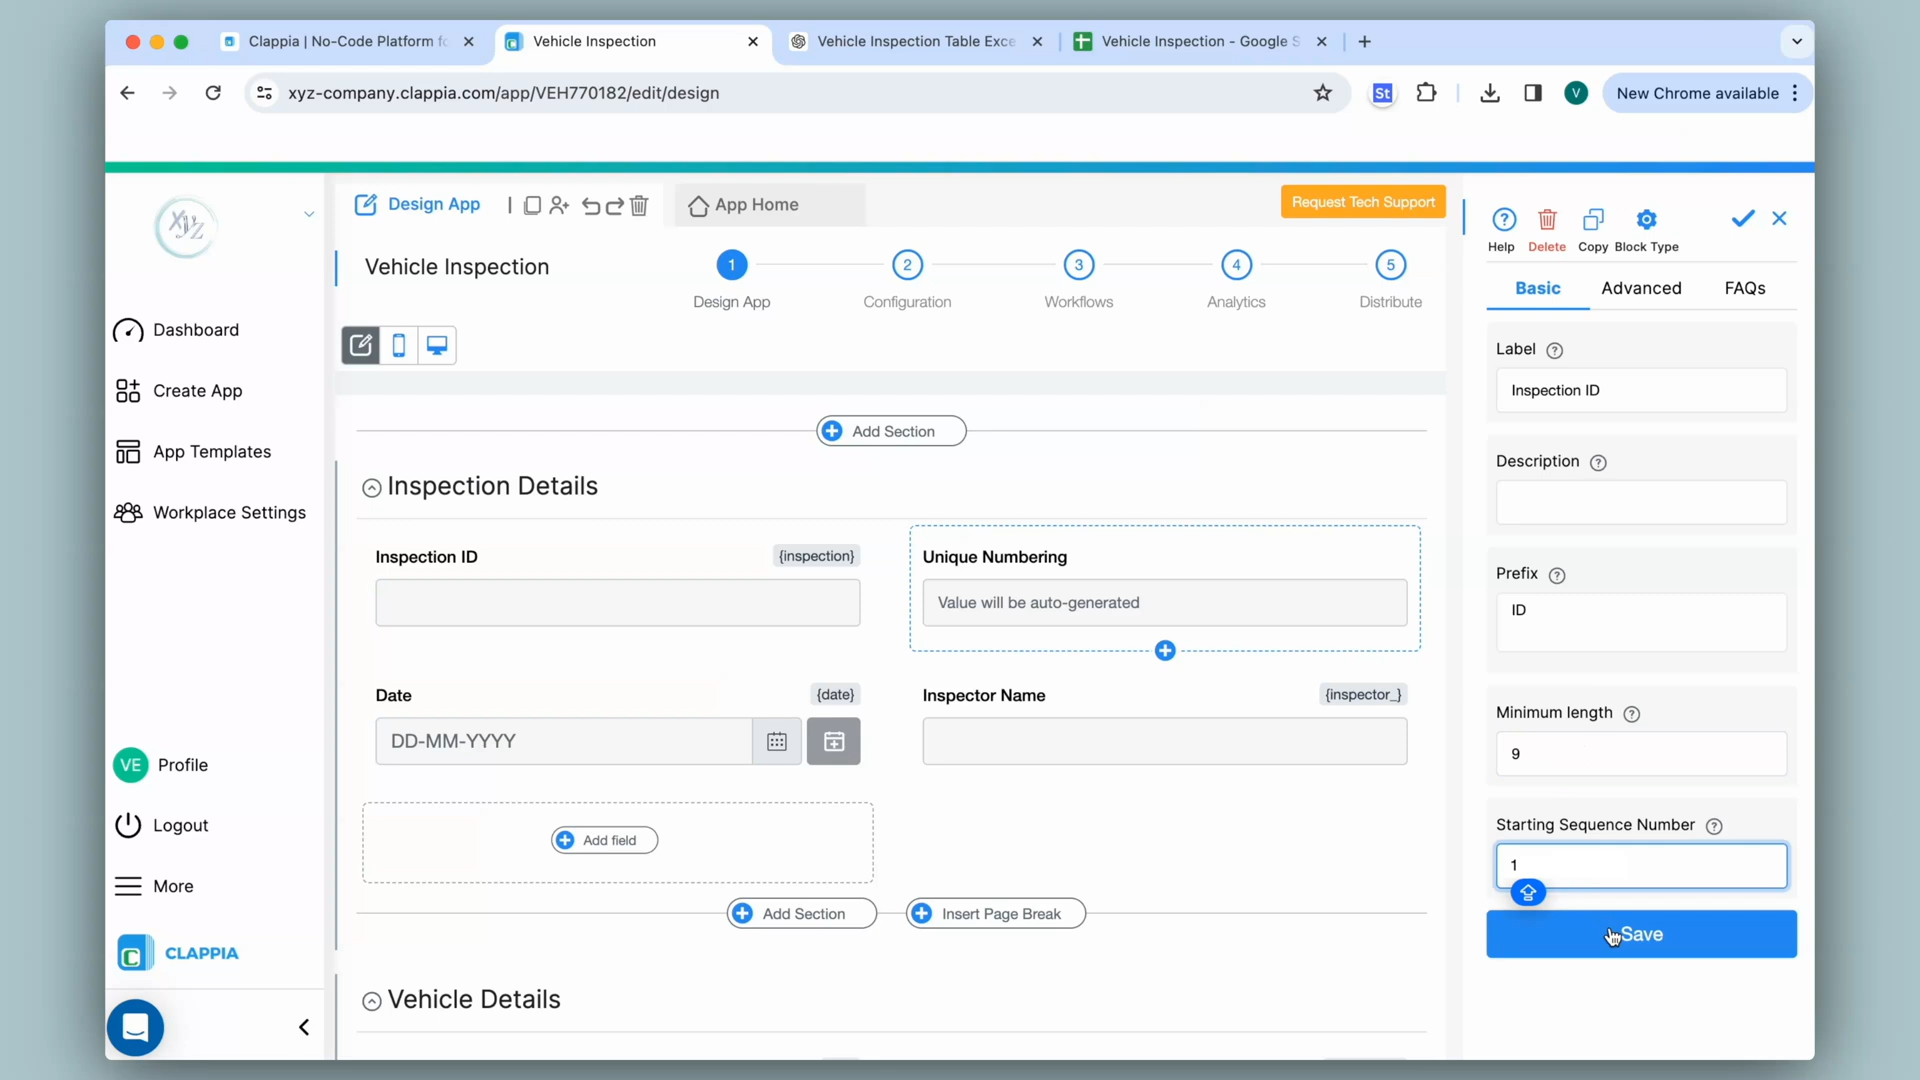 Clappia | No-Code Platform fo
Vehicle Inspection
Vehicle Inspection Table Exce
Vehicle Inspection - Google S
xyz-company.clappia.com/app/VEH770182/edit/design
St
V
New Chrome available
XYZ
Design App
App Home
Request Tech Support
Help
Delete
Copy
Block Type
Vehicle Inspection
1
2
3
4
5
Design App
Configuration
Workflows
Analytics
Distribute
Basic
Advanced
FAQs
Dashboard
Create App
App Templates
Workplace Settings
VE
Profile
Logout
More
C
CLAPPIA
Add Section
Inspection Details
Inspection ID
{inspection}
Unique Numbering
Value will be auto-generated
Date
{date}
DD-MM-YYYY
Inspector Name
{inspector_}
Add field
Add Section
Insert Page Break
Vehicle Details
Label
Inspection ID
Description
Prefix
ID
Minimum length
9
Starting Sequence Number
1
Save